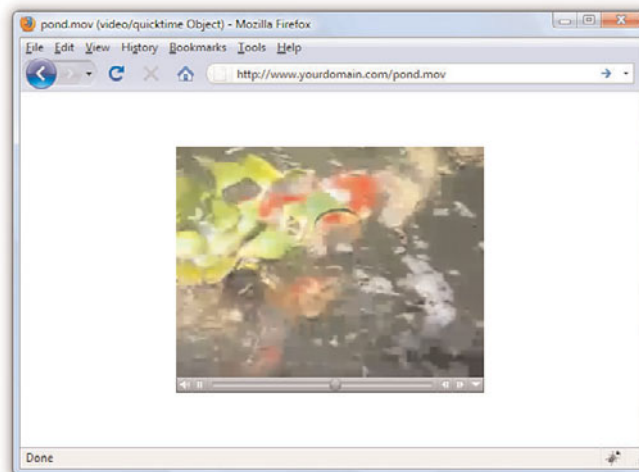 pond.mov (video/quicktime Object) - Mozilla Firefox
File Edit View History Bookmarks Tools Help
http://www.yourdomain.com/pond.mov
Done